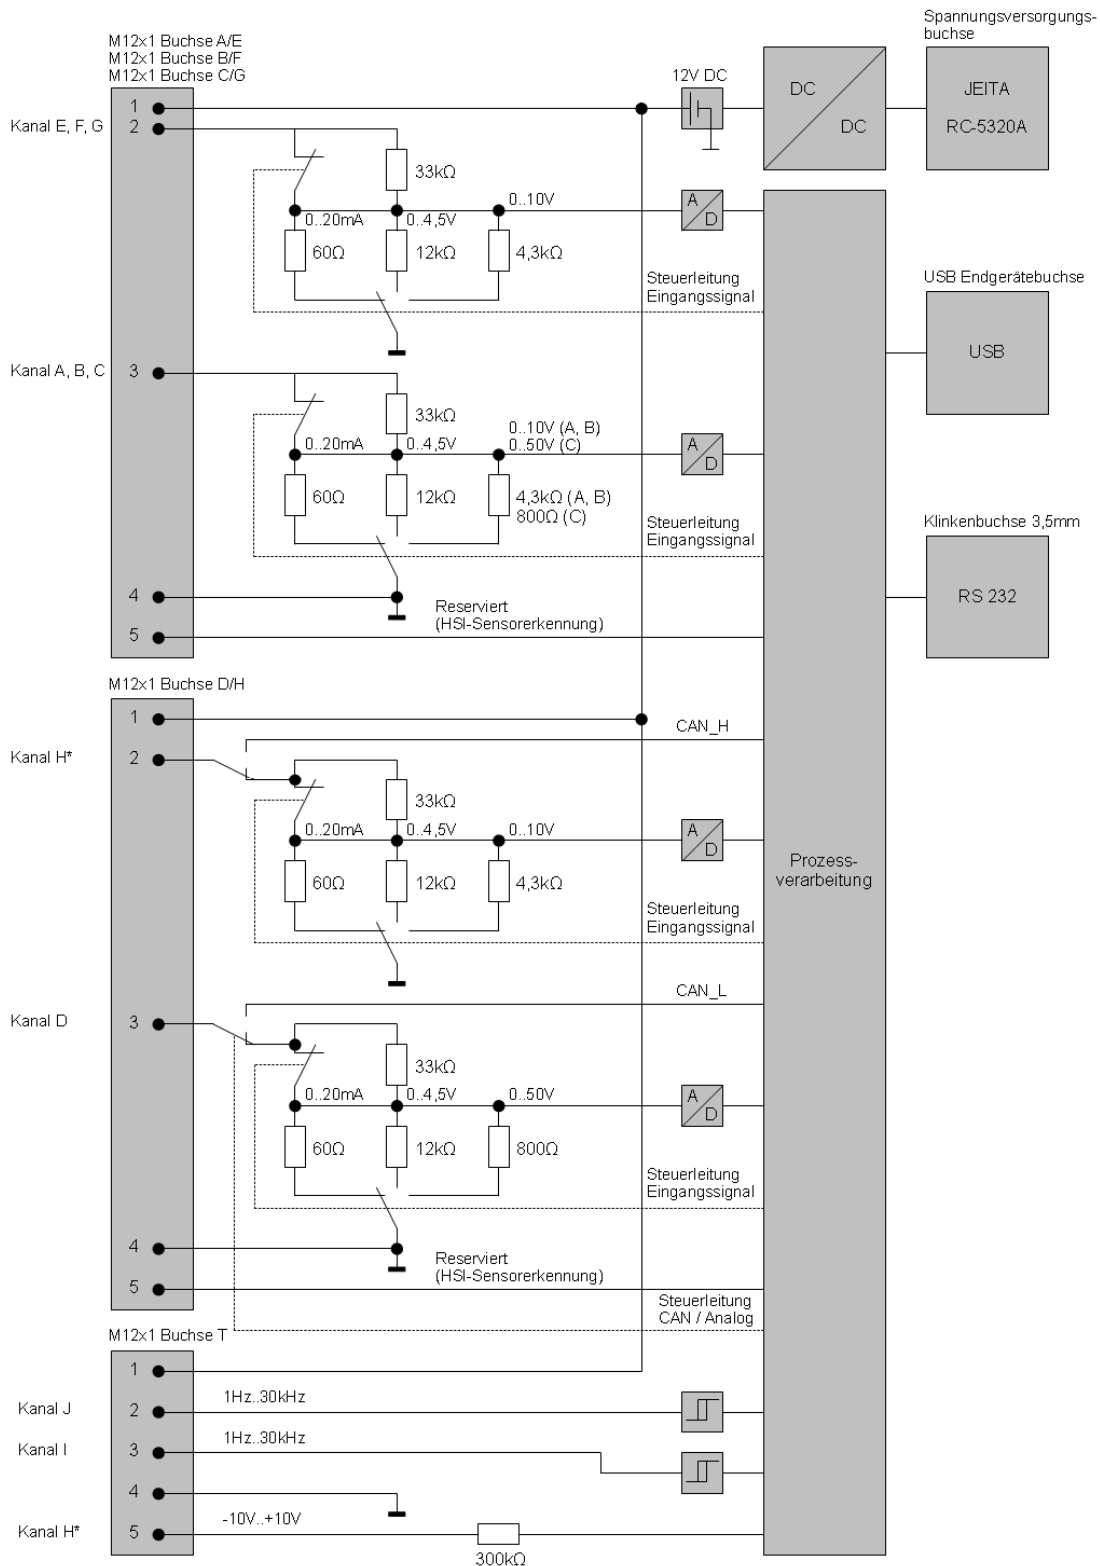 Spannungsversorgungs-
buchse
M12x1 Buchse A/E
M12x1 Buchse B/F
M12x1 Buchse C/G
12V DC
DC
DC
JEITA
RC-5320A
1
Kanal E, F, G
2
33kΩ
0..20mA
0..4,5V
0..10V
A
D
60Ω
12kΩ
4,3kΩ
Steuerleitung
Eingangssignal
USB Endgerätebuchse
USB
Kanal A, B, C
3
33kΩ
0..10V (A, B)
0..50V (C)
0..20mA
0..4,5V
A
D
60Ω
12kΩ
4,3kΩ (A, B)
800Ω (C)
Steuerleitung
Eingangssignal
Klinkenbuchse 3,5mm
RS 232
4
Reserviert
(HSI-Sensorerkennung)
5
M12x1 Buchse D/H
1
CAN_H
Kanal H*
2
33kΩ
0..20mA
0..4,5V
0..10V
A
D
60Ω
12kΩ
4,3kΩ
Prozess-
verarbeitung
Steuerleitung
Eingangssignal
CAN_L
Kanal D
3
33kΩ
0..20mA
0..4,5V
0..50V
A
D
60Ω
12kΩ
800Ω
Steuerleitung
Eingangssignal
4
Reserviert
(HSI-Sensorerkennung)
5
Steuerleitung
CAN / Analog
M12x1 Buchse T
1
1Hz..30kHz
Kanal J
2
1Hz..30kHz
Kanal I
3
4
-10V..+10V
Kanal H*
5
300kΩ